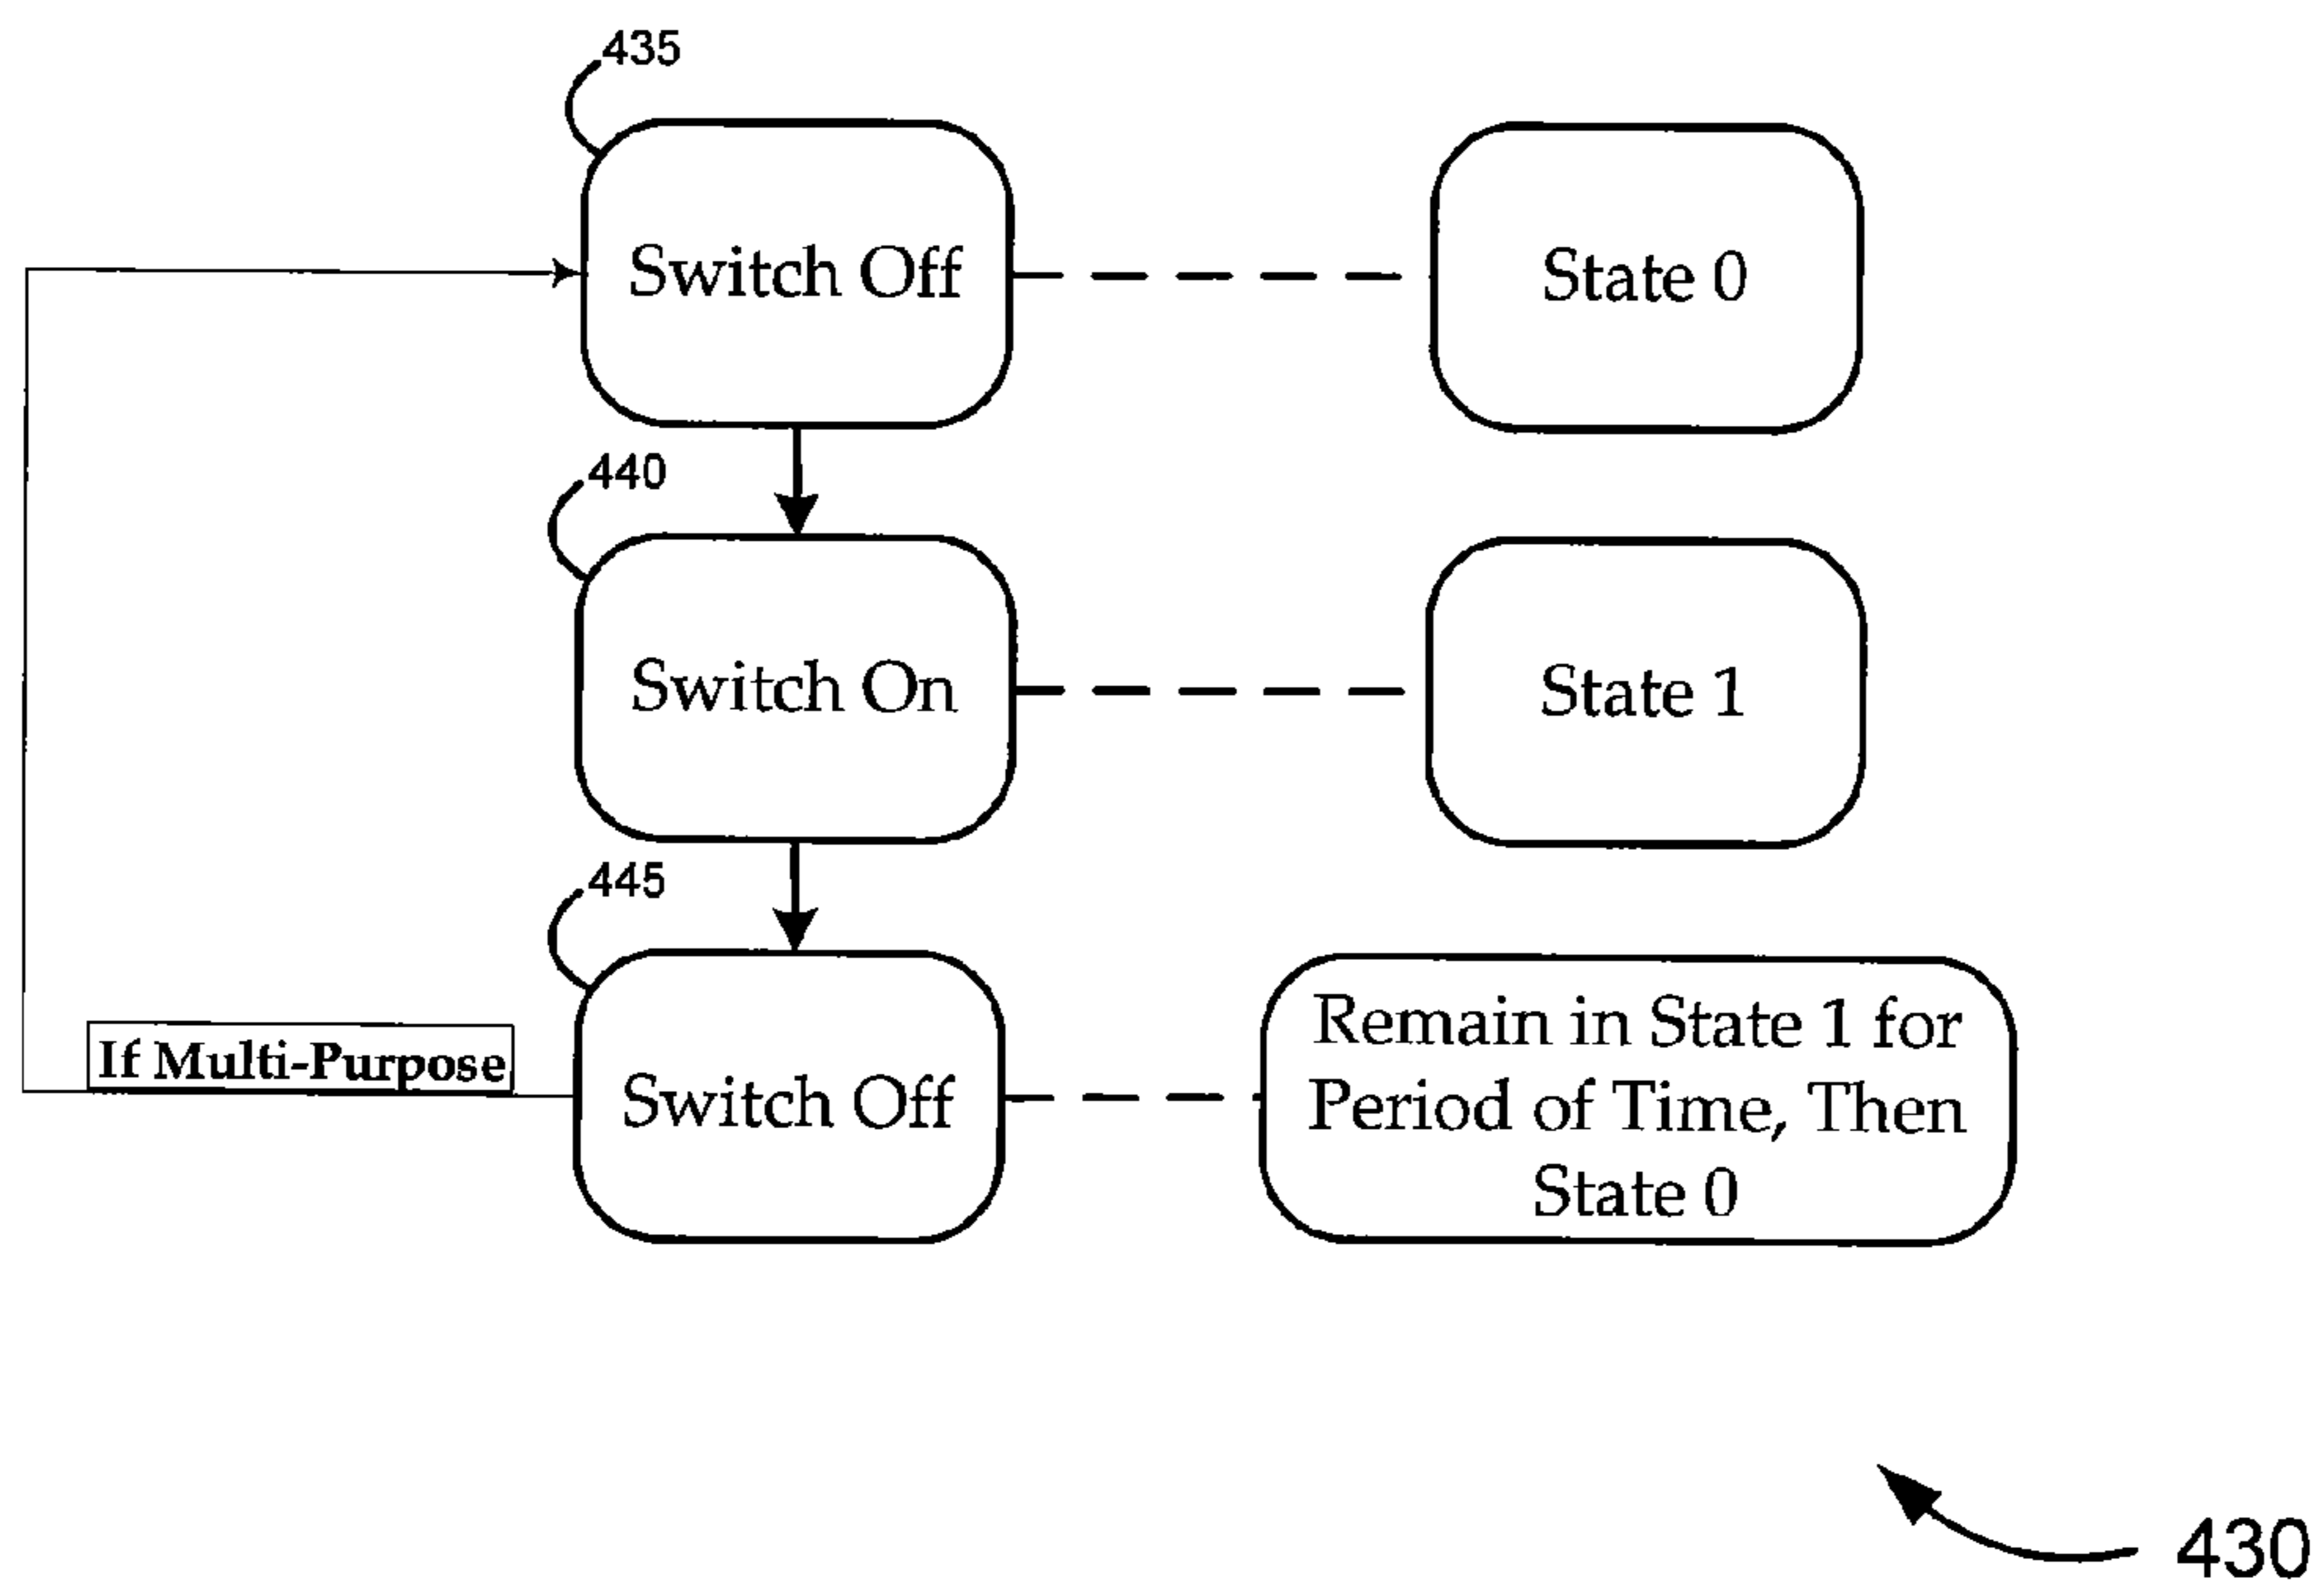 435
Switch Off
State 0
440
Switch On
State 1
445
If Multi-Purpose
Switch Off
Remain in State 1 for
Period of Time, Then
State 0
430